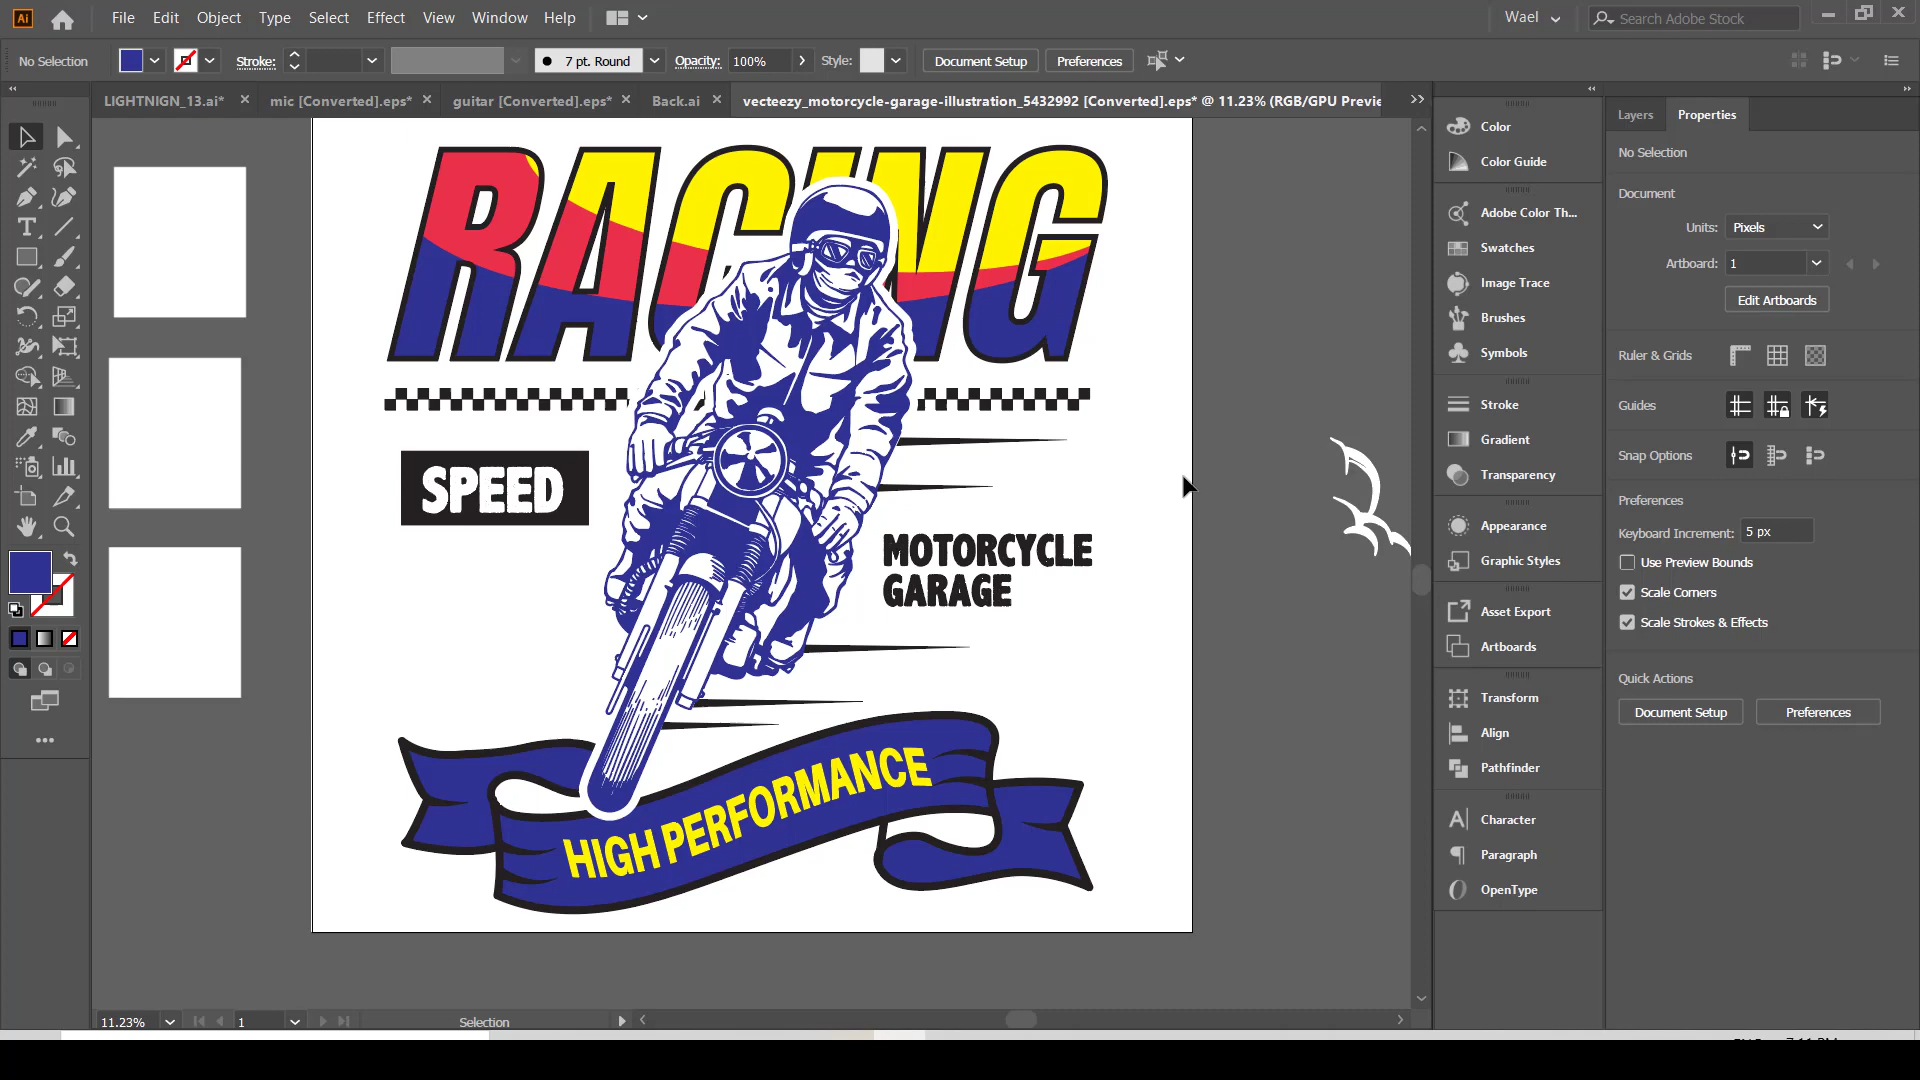 Ai File Edit Object Type Select Effect View Window Help Wael Search Adobe Stock
No Selection Stroke: 7 pt. Round Opacity: 100% Style: Document Setup Preferences
LIGHTNIGN_13.ai* × mic [Converted].eps* × guitar [Converted].eps* × Back.ai × vecteezy_motorcycle-garage-illustration_5432992 [Converted].eps* @ 11.23% (RGB/GPU Previe
RACING
SPEED
MOTORCYCLE
GARAGE
HIGH PERFORMANCE
Color
Color Guide
Adobe Color Th...
Swatches
Image Trace
Brushes
Symbols
Stroke
Gradient
Transparency
Appearance
Graphic Styles
Asset Export
Artboards
Transform
Align
Pathfinder
Character
Paragraph
OpenType
Layers Properties
No Selection
Document
Units: Pixels
Artboard: 1
Edit Artboards
Ruler & Grids
Guides
Snap Options
Preferences
Keyboard Increment: 5 px
Use Preview Bounds
Scale Corners
Scale Strokes & Effects
Quick Actions
Document Setup Preferences
11.23% 1 Selection